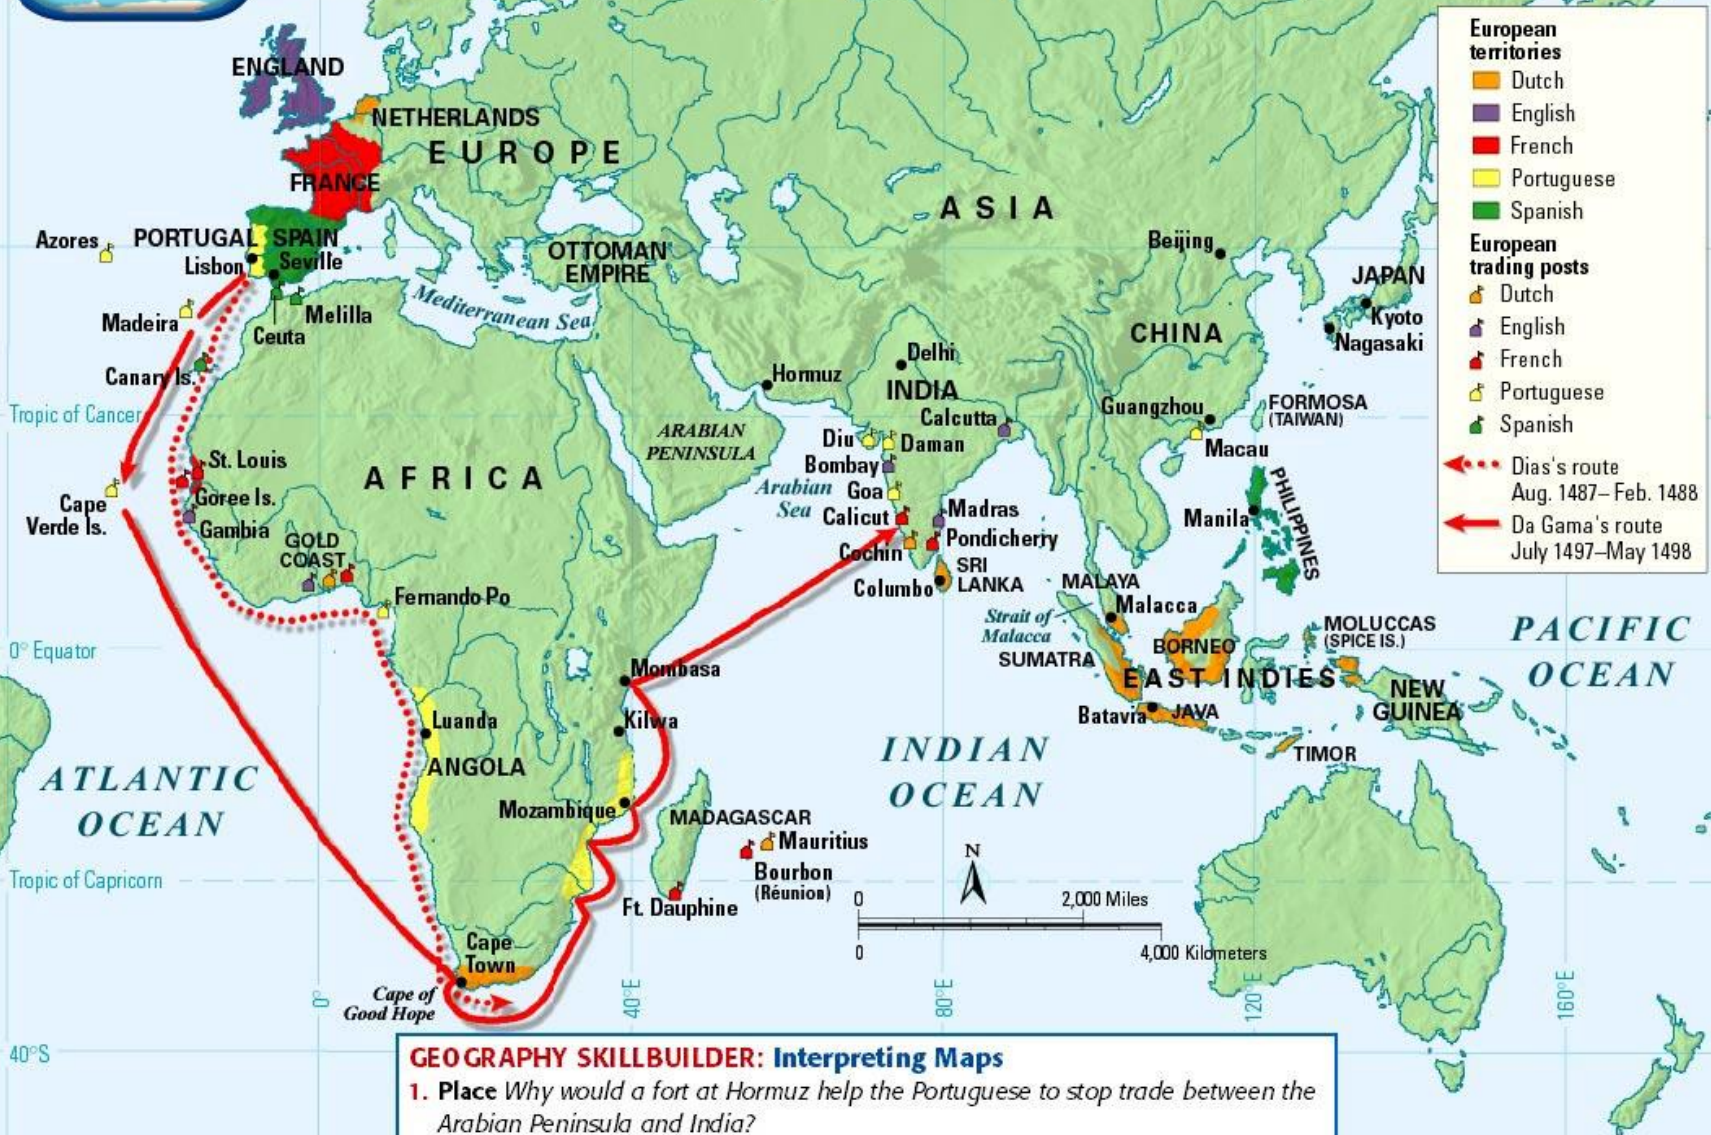 ENGLAND
NETHERLANDS
EUROPE
FRANCE
ASIA
Azores
PORTUGAL
SPAIN
Lisbon
Seville
OTTOMAN
EMPIRE
Beijing
JAPAN
Kyoto
Nagasaki
Madeira
Ceuta
Melilla
Mediterranean Sea
CHINA
Canary Is.
Delhi
Hormuz
INDIA
Tropic of Cancer
Calcutta
Guangzhou
FORMOSA
(TAIWAN)
Macau
ARABIAN
PENINSULA
Diu
Daman
Bombay
Arabian
Sea
Goa
Calicut
Madras
Pondicherry
Cochin
SRI
LANKA
Columbo
AFRICA
St. Louis
Goree Is.
Gambia
Cape
Verde Is.
GOLD
COAST
Fernando Po
Manila
PHILIPPINES
MALAYA
Malacca
Strait of
Malacca
SUMATRA
BORNEO
MOLUCCAS
(SPICE IS.)
EAST INDIES
PACIFIC
OCEAN
0° Equator
Mombasa
Kilwa
NEW
GUINEA
Batavia
JAVA
TIMOR
Luanda
ANGOLA
Mozambique
INDIAN
OCEAN
ATLANTIC
OCEAN
MADAGASCAR
Mauritius
Bourbon
(Réunion)
Ft. Dauphine
Tropic of Capricorn
N
0
2,000 Miles
0
4,000 Kilometers
Cape
Town
Cape of
Good Hope
0°
40°E
80°E
120°E
160°E
40°S
European
territories
Dutch
English
French
Portuguese
Spanish
European
trading posts
Dutch
English
French
Portuguese
Spanish
Dias's route
Aug. 1487–Feb. 1488
Da Gama's route
July 1497–May 1498
GEOGRAPHY SKILLBUILDER: Interpreting Maps
1. Place Why would a fort at Hormuz help the Portuguese to stop trade between the
Arabian Peninsula and India?